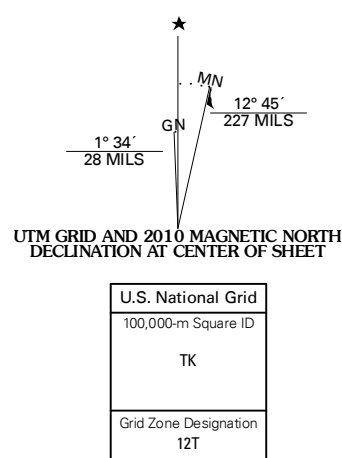 ★
MN
GN
12° 45´
227 MILS
1° 34´
28 MILS
UTM GRID AND 2010 MAGNETIC NORTH
DECLINATION AT CENTER OF SHEET
U.S. National Grid
100,000-m Square ID
TK
Grid Zone Designation
12T